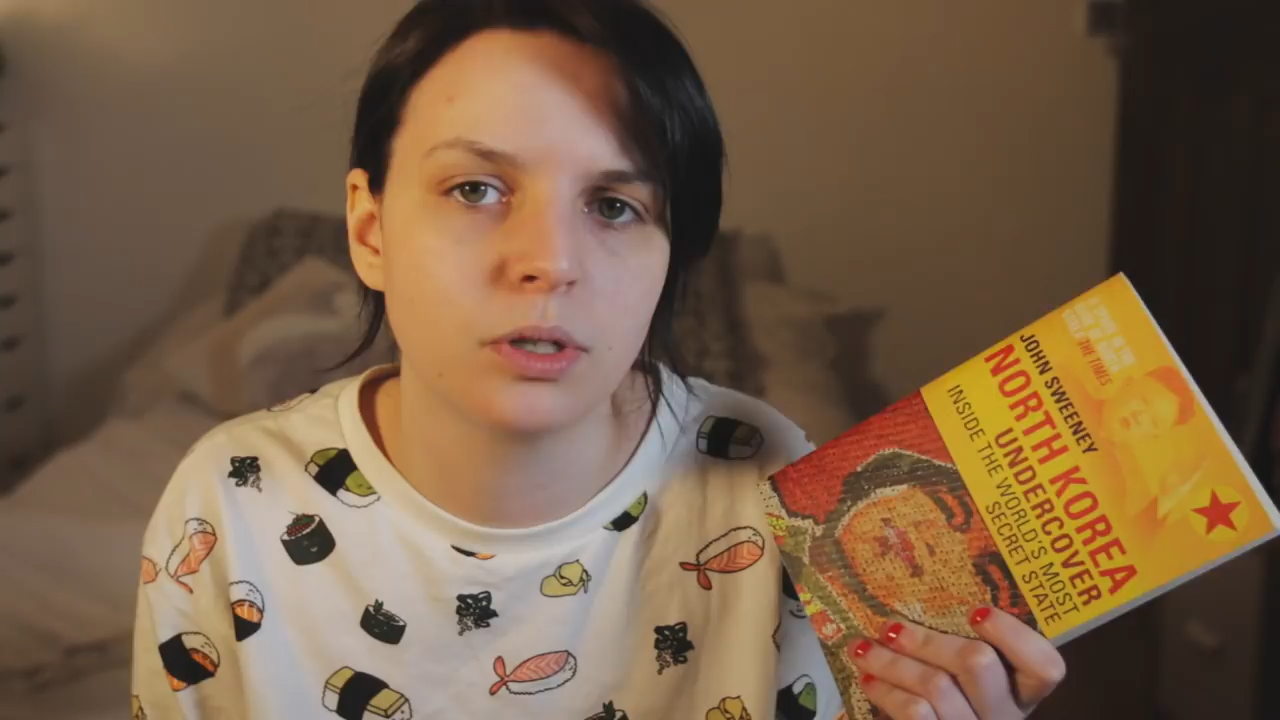 THE TIMES
JOHN SWEENEY
NORTH KOREA
UNDERCOVER
INSIDE THE WORLD'S MOST
SECRET STATE